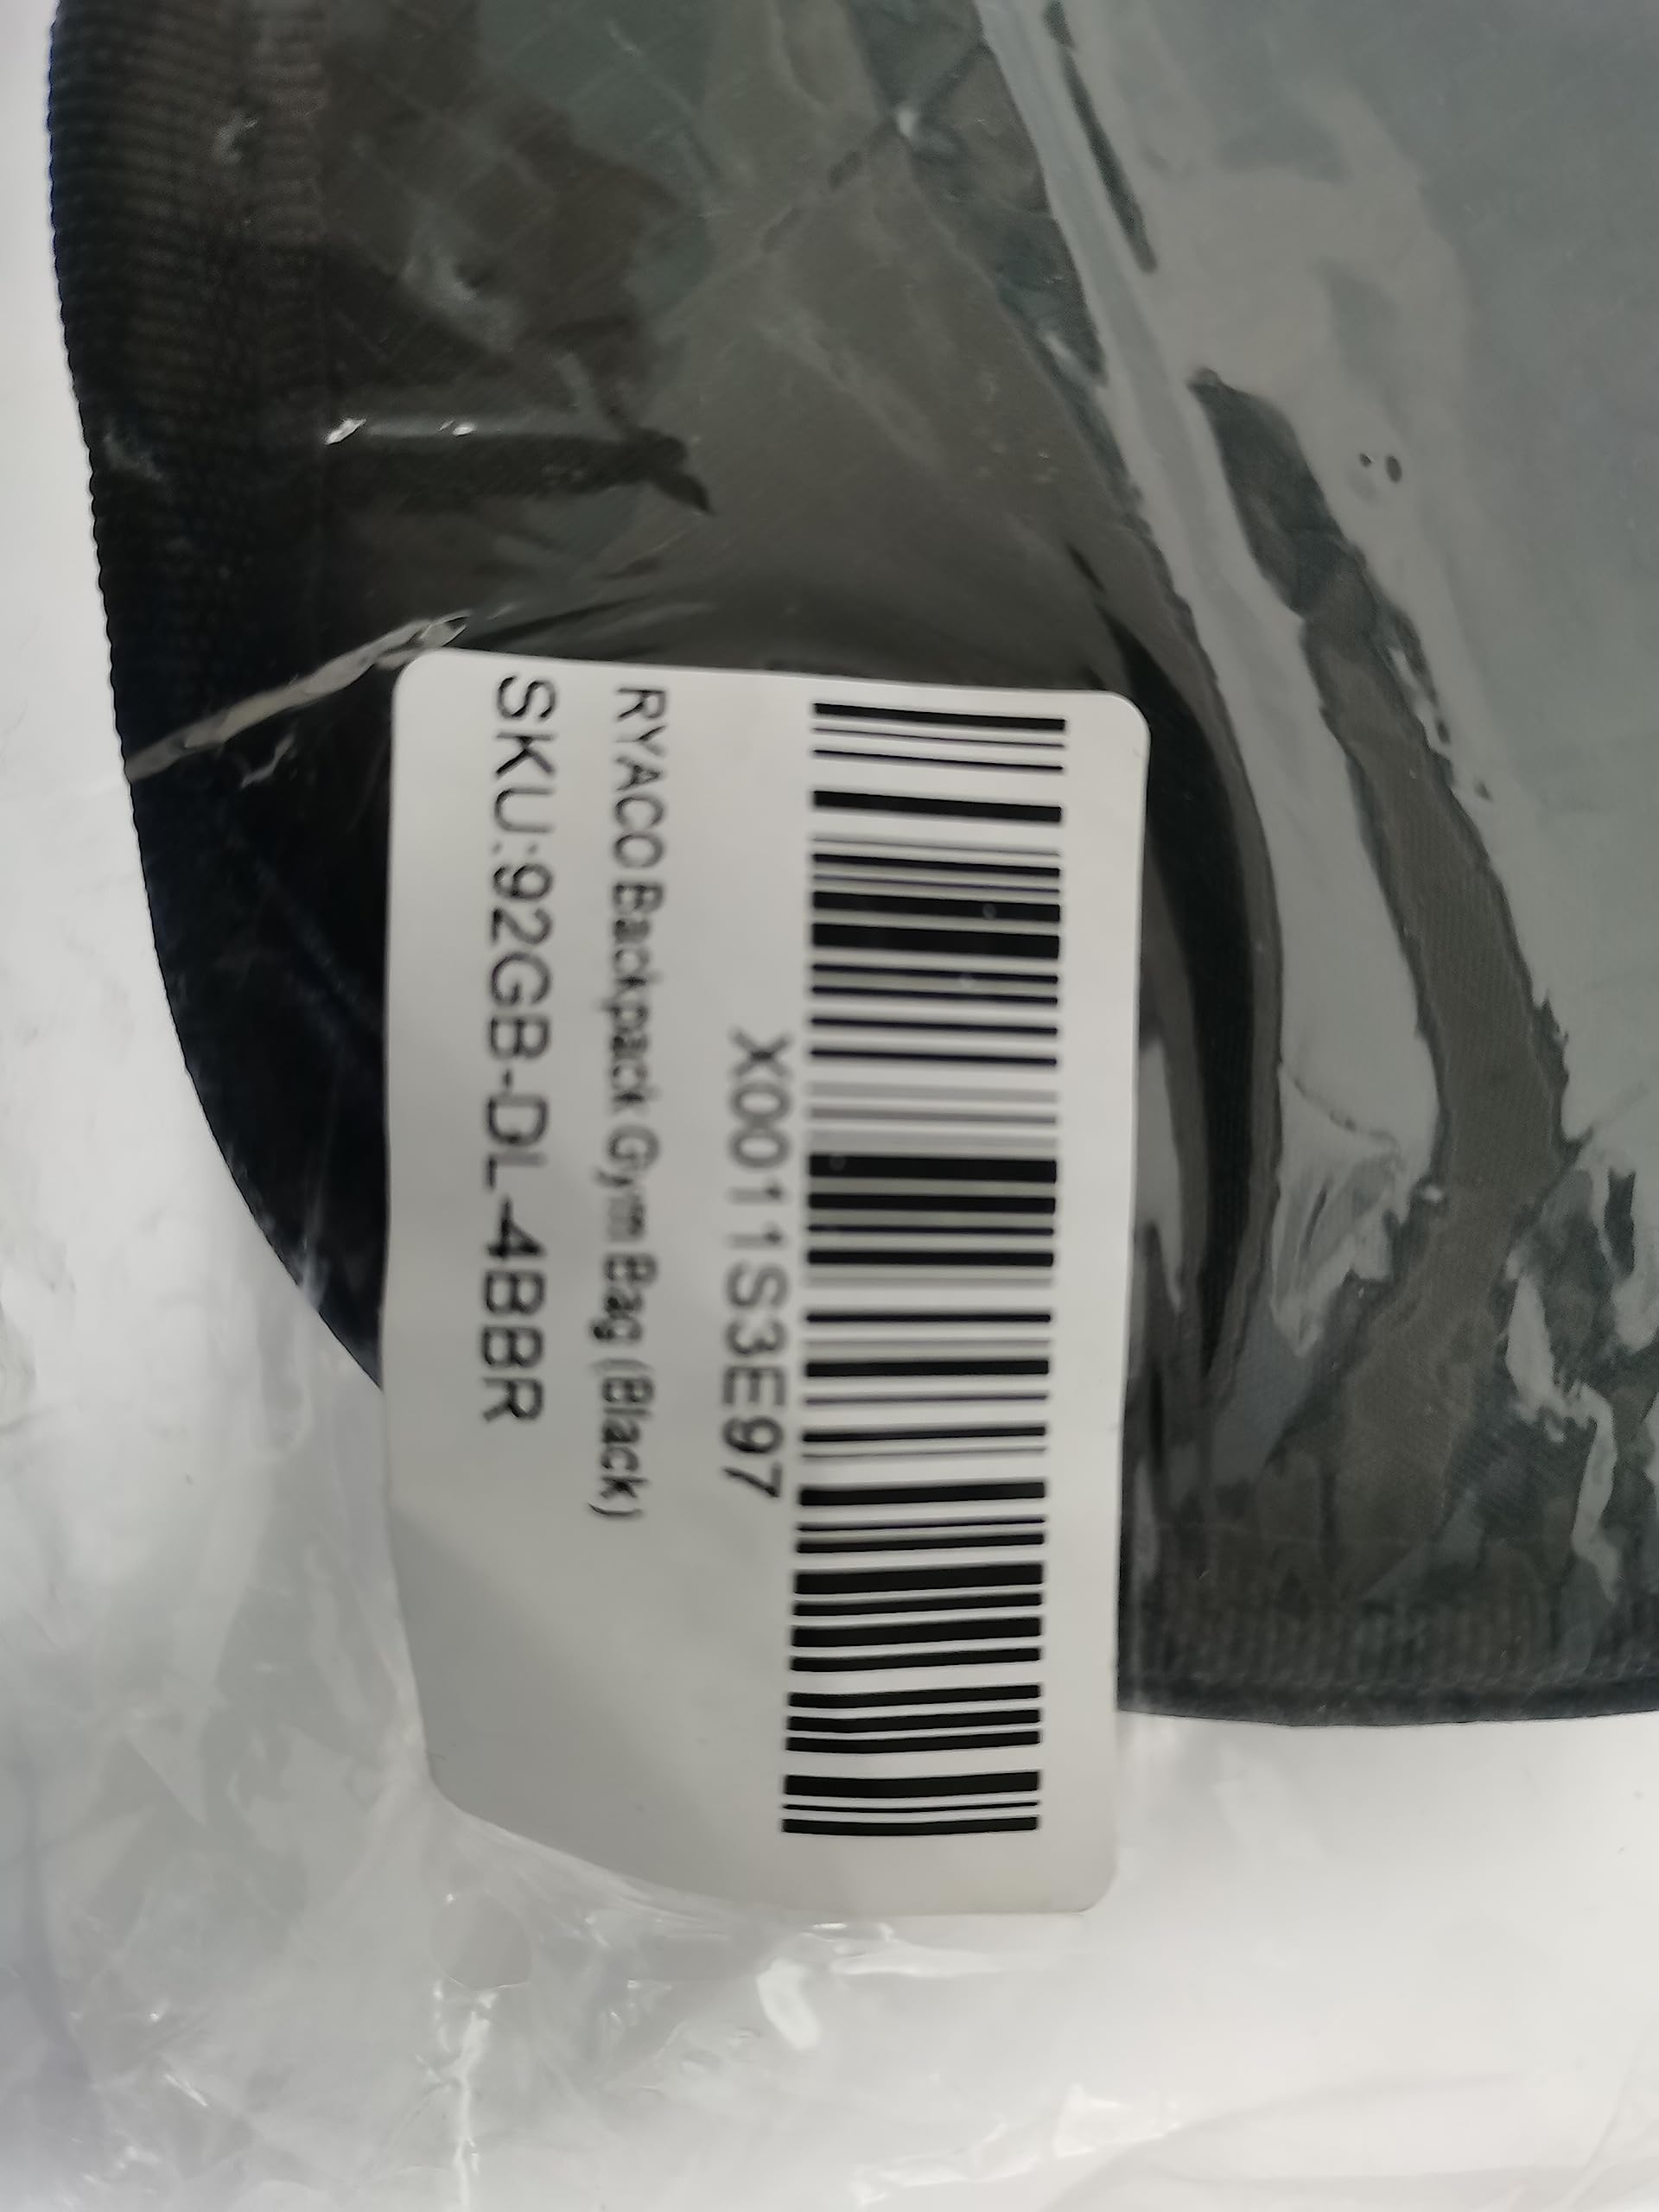 X0011S3E97
RYACO Backpack Gym Bag (Black)
SKU:92GB-DL-4BBR